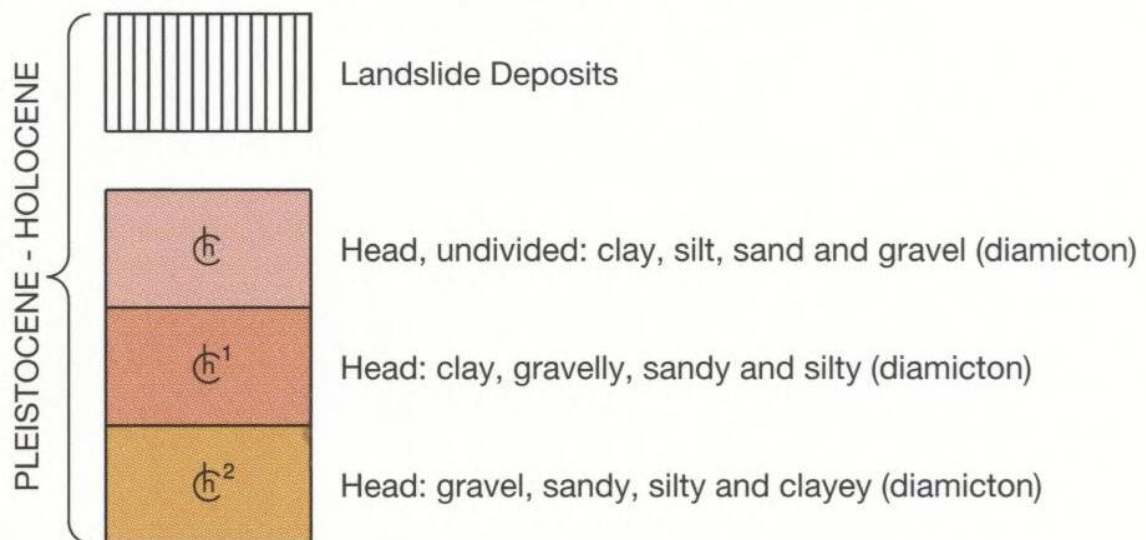 PLEISTOCENE - HOLOCENE
Landslide Deposits
h Head, undivided: clay, silt, sand and gravel (diamicton)
h¹ Head: clay, gravelly, sandy and silty (diamicton)
h² Head: gravel, sandy, silty and clayey (diamicton)